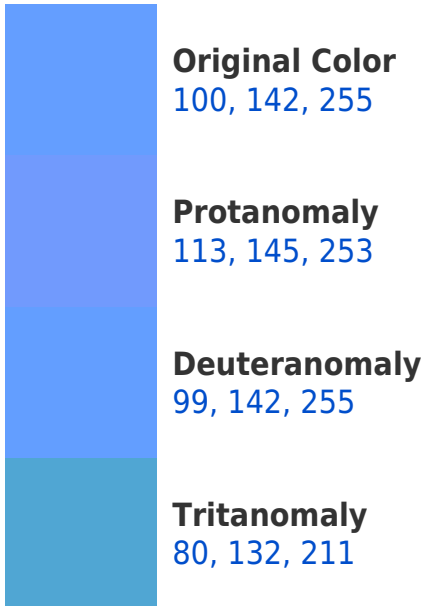 Original Color
100, 142, 255
Protanomaly
113, 145, 253
Deuteranomaly
99, 142, 255
Tritanomaly
80, 132, 211